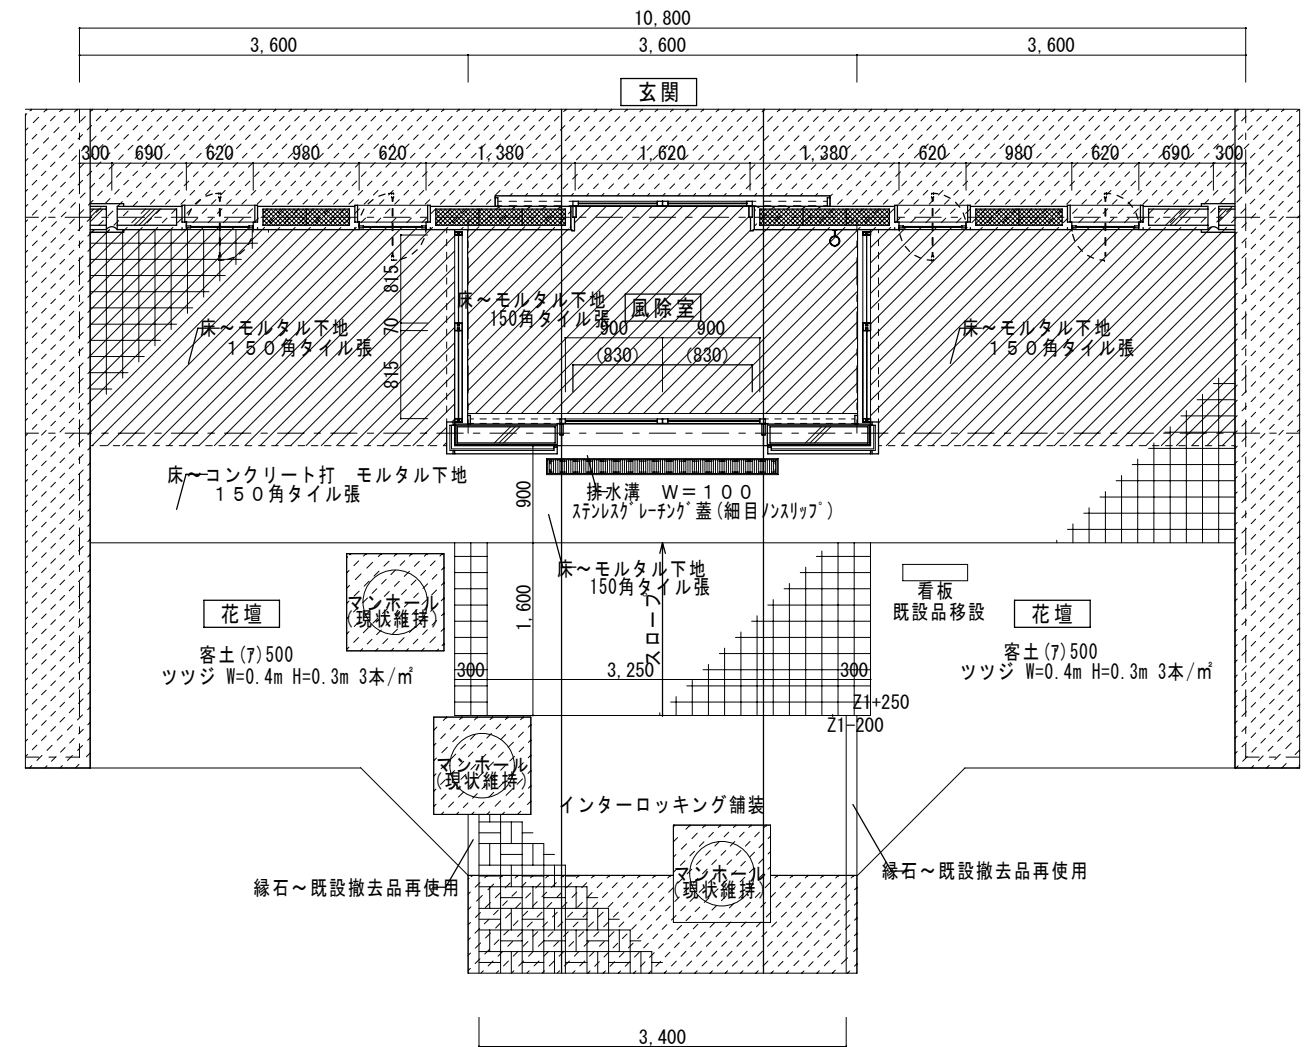 10,800
3,600
3,600
3,600
玄関
300
690
620
980
620
1,380
1,620
1,380
620
980
620
690
300
815
70
815
床～モルタル下地
150角タイル張
風除室
900
900
(830)
(830)
床～モルタル下地
１５０角タイル張
床～モルタル下地
１５０角タイル張
床～コンクリート打　モルタル下地
１５０角タイル張
900
排水溝　Ｗ＝１００
ｽﾃﾝﾚｽｸﾞﾚｰﾁﾝｸﾞ蓋(細目ﾉﾝｽﾘｯﾌﾟ)
床～モルタル下地
150角タイル張
1,600
スロープ
マンホール
(現状維持)
花壇
客土(ｱ)500
ツツジ W=0.4m H=0.3m 3本/㎡
看板
既設品移設
花壇
客土(ｱ)500
ツツジ W=0.4m H=0.3m 3本/㎡
300
3,250
300
Z1+250
Z1-200
マンホール
(現状維持)
インターロッキング舗装
マンホール
(現状維持)
縁石～既設撤去品再使用
縁石～既設撤去品再使用
3,400